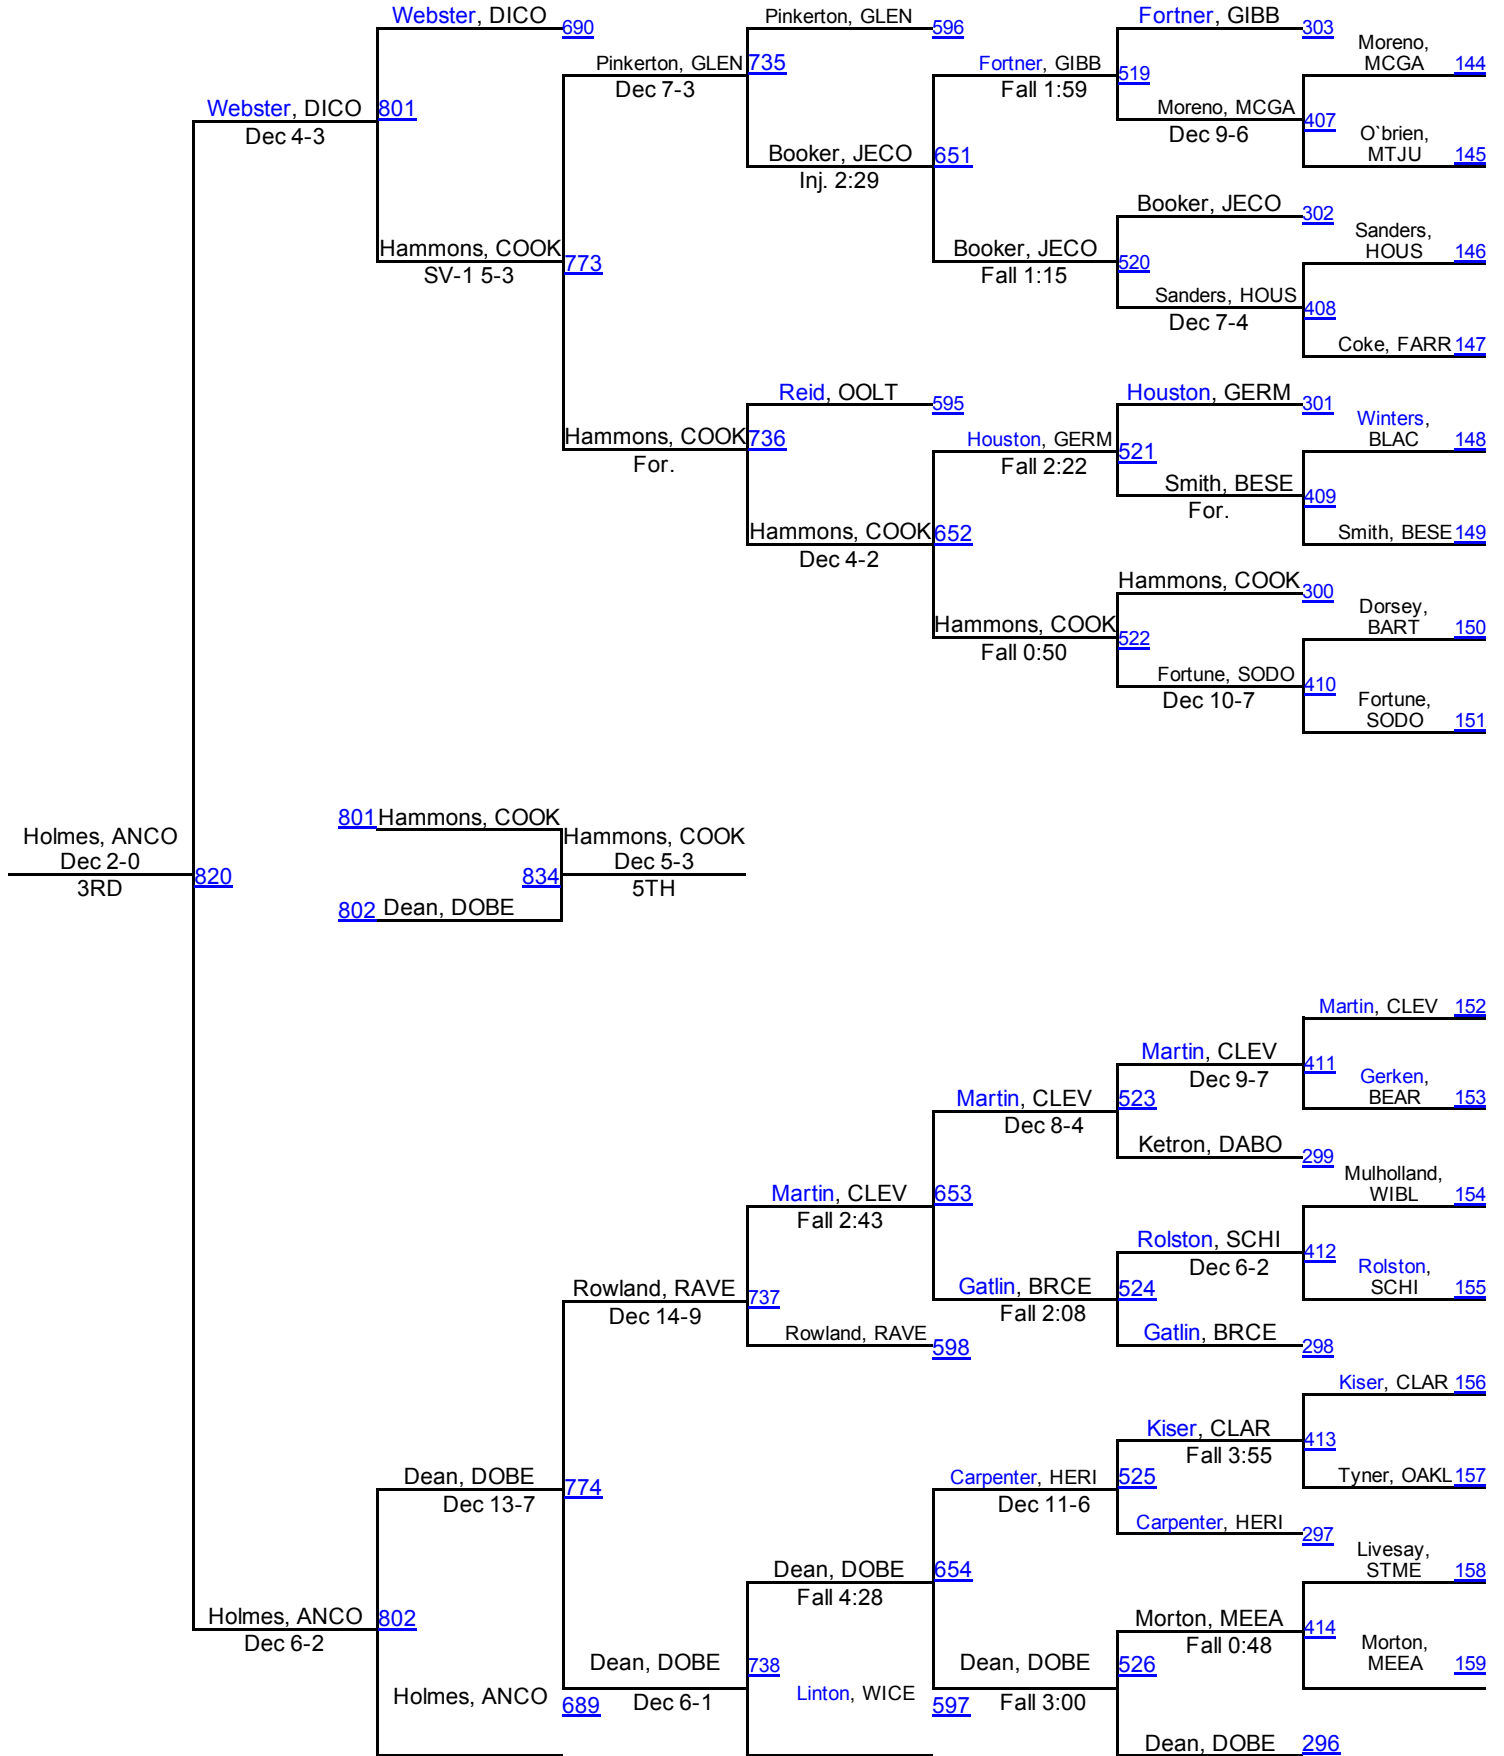 Webster, DICO
690
Pinkerton, GLEN
596
Fortner, GIBB
303
Moreno,
MCGA
144
Pinkerton, GLEN
735
Dec 7-3
Fortner, GIBB
519
Fall 1:59
Webster, DICO
801
Dec 4-3
Moreno, MCGA
407
Dec 9-6
O`brien,
MTJU
145
Booker, JECO
651
Inj. 2:29
Booker, JECO
302
Sanders,
HOUS
146
Hammons, COOK
773
SV-1 5-3
Booker, JECO
520
Fall 1:15
Sanders, HOUS
408
Dec 7-4
Coke, FARR
147
Reid, OOLT
595
Houston, GERM
301
Winters,
BLAC
148
Hammons, COOK
736
For.
Houston, GERM
521
Fall 2:22
Smith, BESE
409
For.
Smith, BESE
149
Hammons, COOK
652
Dec 4-2
Hammons, COOK
300
Dorsey,
BART
150
Hammons, COOK
522
Fall 0:50
Fortune, SODO
410
Dec 10-7
Fortune,
SODO
151
801
Hammons, COOK
Holmes, ANCO
Dec 2-0
3RD
820
Hammons, COOK
834
Dec 5-3
5TH
802
Dean, DOBE
Martin, CLEV
152
Martin, CLEV
411
Dec 9-7
Gerken,
BEAR
153
Martin, CLEV
523
Dec 8-4
Ketron, DABO
299
Mulholland,
WIBL
154
Martin, CLEV
653
Fall 2:43
Rolston, SCHI
412
Dec 6-2
Rolston,
SCHI
155
Rowland, RAVE
737
Dec 14-9
Gatlin, BRCE
524
Fall 2:08
Rowland, RAVE
598
Gatlin, BRCE
298
Kiser, CLAR
156
Kiser, CLAR
413
Fall 3:55
Dean, DOBE
774
Dec 13-7
Carpenter, HERI
525
Dec 11-6
Tyner, OAKL
157
Carpenter, HERI
297
Livesay,
STME
158
Dean, DOBE
654
Fall 4:28
Holmes, ANCO
802
Dec 6-2
Morton, MEEA
414
Fall 0:48
Morton,
MEEA
159
Dean, DOBE
738
Dec 6-1
Dean, DOBE
526
Fall 3:00
Holmes, ANCO
689
Linton, WICE
597
Dean, DOBE
296